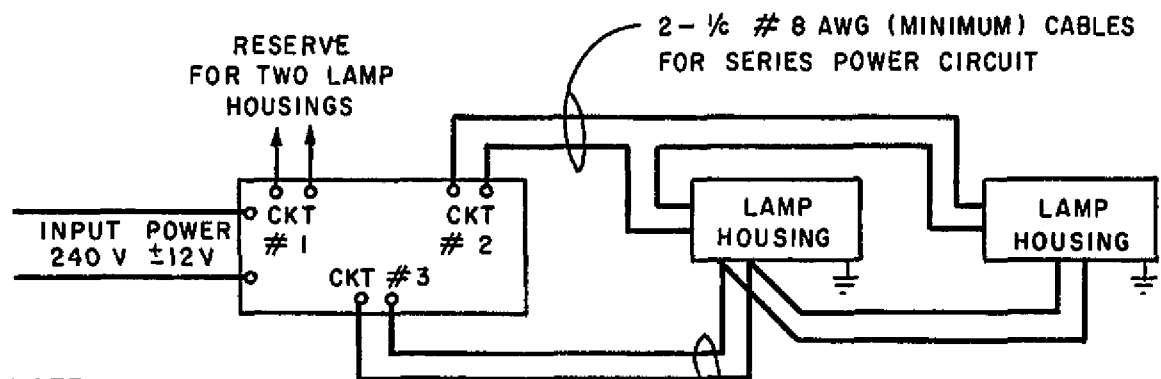 2 - 1/c # 8 AWG (MINIMUM) CABLES
FOR SERIES POWER CIRCUIT
RESERVE
FOR TWO LAMP
HOUSINGS
CKT
# 1
CKT
# 2
INPUT POWER
240 V ±12V
CKT #3
LAMP
HOUSING
LAMP
HOUSING